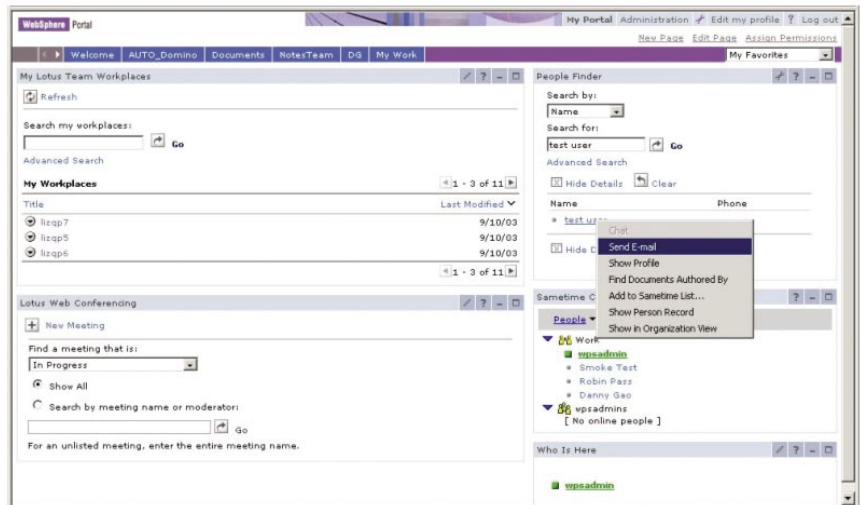 WebSphere Portal
My Portal Administration Edit my profile ? Log out
New Page Edit Page Assign Permissions
Welcome AUTO_Domino Documents NotesTeam DG My Work
My Favorites
My Lotus Team Workplaces
Refresh
Search my workplaces:
Go
Advanced Search
My Workplaces 1 - 3 of 11
Title Last Modified
lizqp7 9/10/03
lizqp5 9/10/03
lizqp6 9/10/03
1 - 3 of 11
Lotus Web Conferencing
New Meeting
Find a meeting that is:
In Progress
Show All
Search by meeting name or moderator:
Go
For an unlisted meeting, enter the entire meeting name.
People Finder
Search by:
Name
Search for:
test user Go
Advanced Search
Hide Details Clear
Name Phone
test user
Hide D
Chat
Send E-mail
Show Profile
Find Documents Authored By
Add to Sametime List...
Show Person Record
Show in Organization View
Sametime C
People
Work
wpsadmin
Smoke Test
Robin Pass
Danny Gao
wpsadmins
[ No online people ]
Who Is Here
wpsadmin